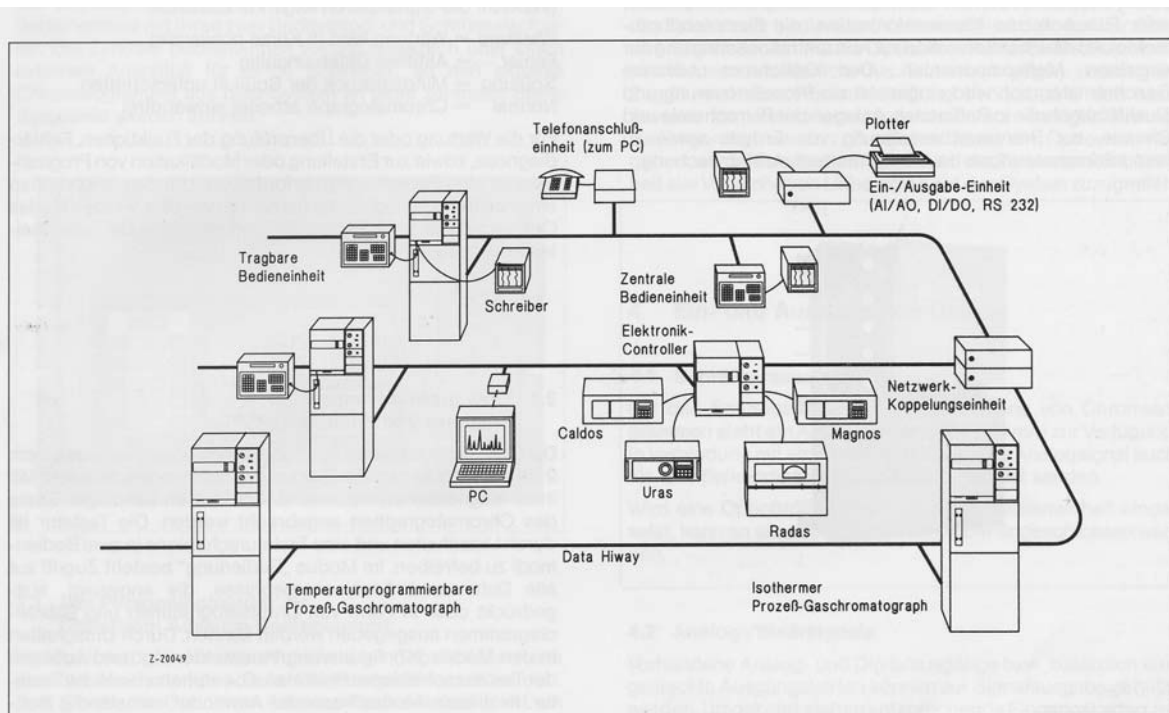 Telefonanschluß-
einheit (zum PC)
Plotter
Ein-/Ausgabe-Einheit
(AI/AO, DI/DO, RS 232)
Tragbare
Bedieneinheit
Schreiber
Zentrale
Bedieneinheit
Elektronik-
Controller
Netzwerk-
Koppelungseinheit
Caldos
Magnos
PC
Uras
Radas
Data Hiway
Temperaturprogrammierbarer
Prozeß-Gaschromatograph
Isothermer
Prozeß-Gaschromatograph
Z-20049